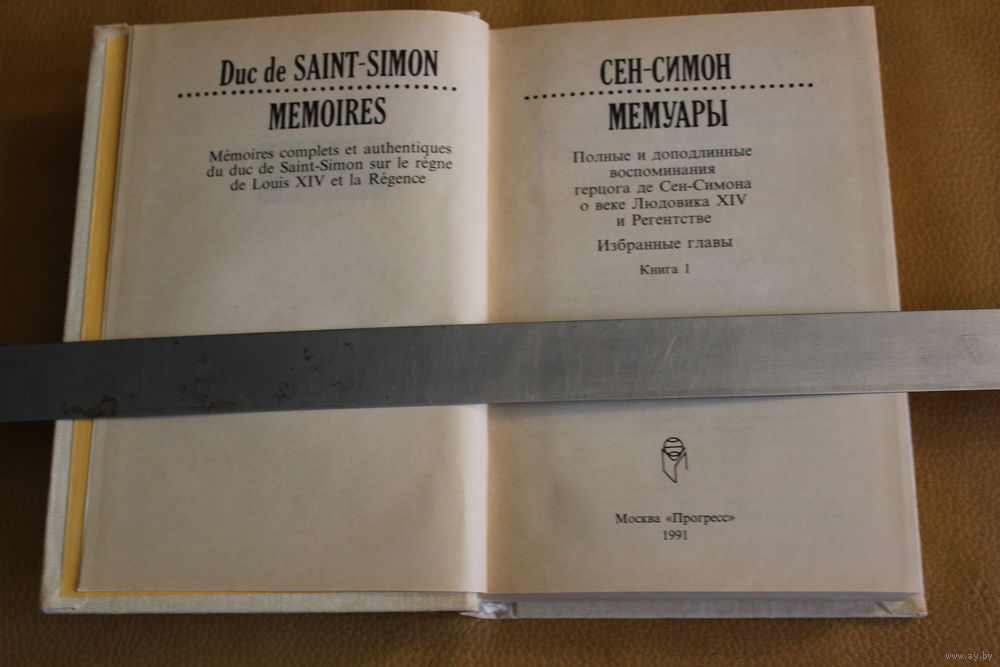 Duc de SAINT-SIMON
MEMOIRES
Mémoires complets et authentiques
du duc de Saint-Simon sur le règne
de Louis XIV et la Régence
СЕН-СИМОН
МЕМУАРЫ
Полные и доподлинные
воспоминания
герцога де Сен-Симона
о веке Людовика XIV
и Регентстве
Избранные главы
Книга 1
Москва «Прогресс»
1991
www.ay.by